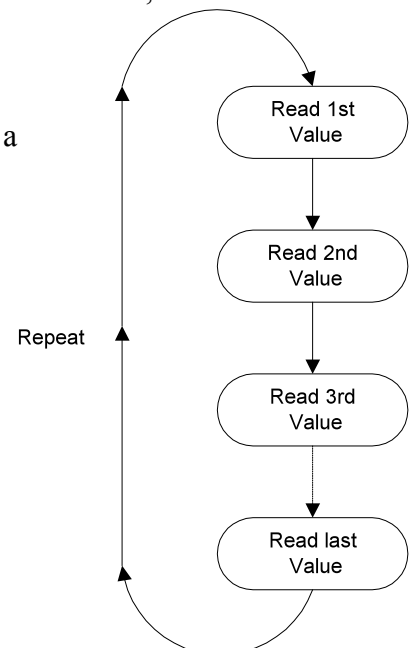 Read 1st
Value
a
Read 2nd
Value
Repeat
Read 3rd
Value
Read last
Value